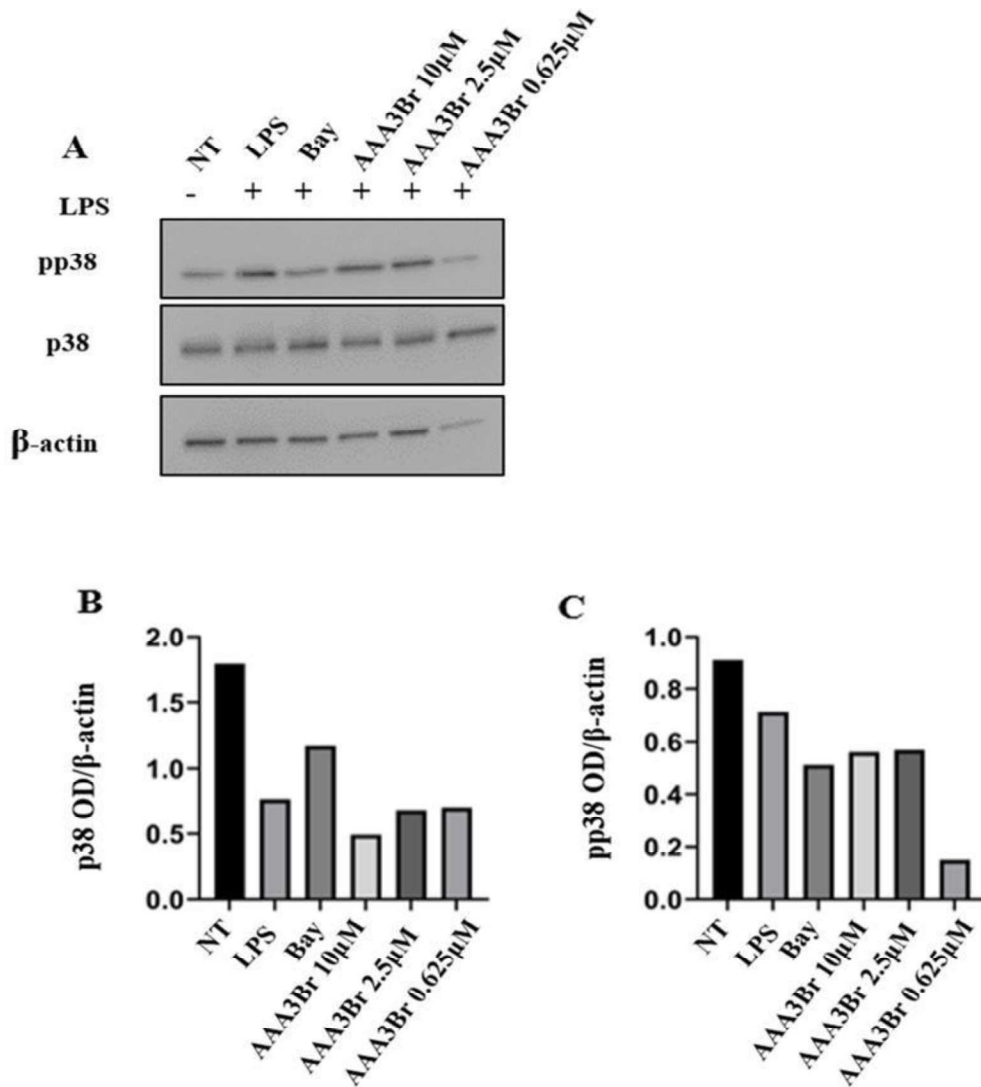 A
NT LPS Bay AAA3Br 10μM AAA3Br 2.5μM AAA3Br 0.625μM
LPS - + + + + +
pp38
p38
β-actin
B
p38 OD/β-actin
2.0
1.5
1.0
0.5
0.0
NT LPS Bay AAA3Br 10μM AAA3Br 2.5μM AAA3Br 0.625μM
C
pp38 OD/β-actin
1.0
0.8
0.6
0.4
0.2
0.0
NT LPS Bay AAA3Br 10μM AAA3Br 2.5μM AAA3Br 0.625μM